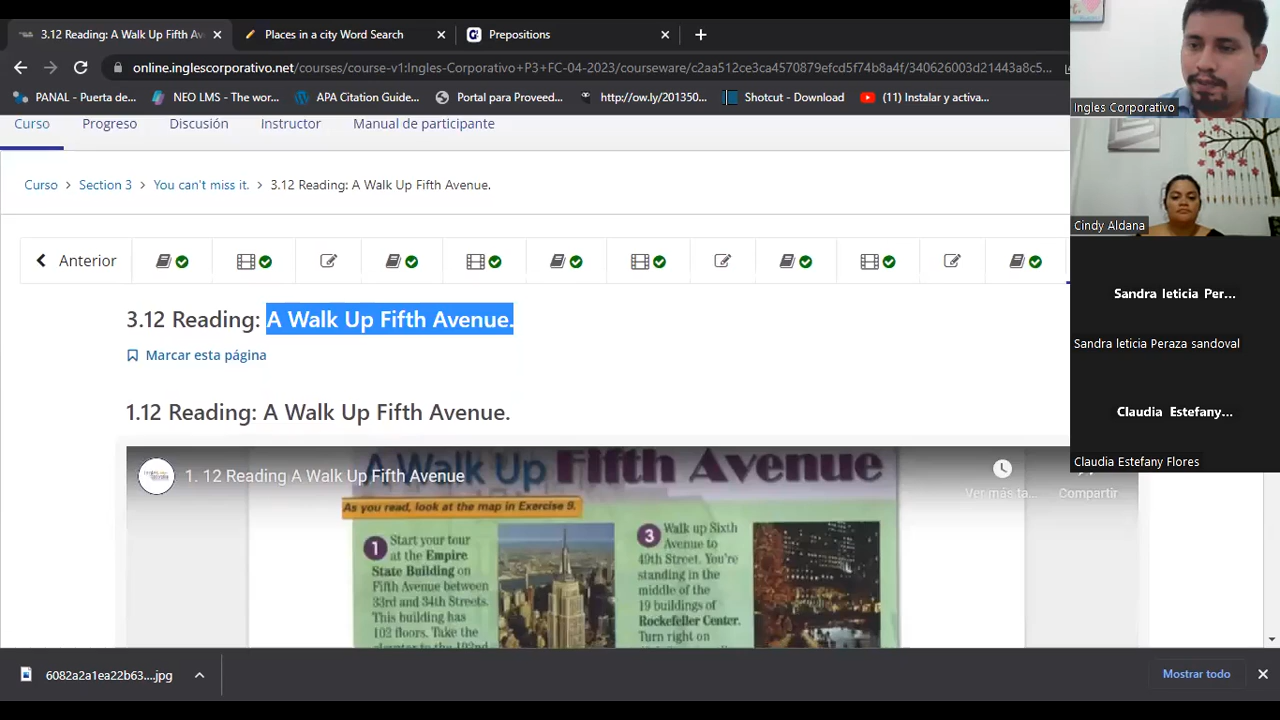 3.12 Reading: A Walk Up Fifth Av
Places in a city Word Search
Prepositions
online.inglescorporativo.net/courses/course-v1:Ingles-Corporativo+P3+FC-04-2023/courseware/c2aa512ce3ca4570879efcd5f74b8a4f/340626003d21443a8c5...
PANAL - Puerta de...
NEO LMS - The wor...
APA Citation Guide...
Portal para Proveed...
http://ow.ly/201350...
Shotcut - Download
(11) Instalar y activa...
Curso
Progreso
Discusión
Instructor
Manual de participante
Curso > Section 3 > You can't miss it. > 3.12 Reading: A Walk Up Fifth Avenue.
Anterior
3.12 Reading: A Walk Up Fifth Avenue.
Marcar esta página
1.12 Reading: A Walk Up Fifth Avenue.
1. 12 Reading A Walk Up Fifth Avenue
Ver más ta...
Compartir
A Walk Up Fifth Avenue
As you read, look at the map in Exercise 9.
1 Start your tour
at the Empire
State Building on
Fifth Avenue between
33rd and 34th Streets.
This building has
102 floors. Take the
elevator to the 102nd
3 Walk up Sixth
Avenue to
49th Street. You're
standing in the
middle of the
19 buildings of
Rockefeller Center.
Turn right on
Ingles Corporativo
Cindy Aldana
Sandra leticia Per...
Sandra leticia Peraza sandoval
Claudia Estefany...
Claudia Estefany Flores
6082a2a1ea22b63....jpg
Mostrar todo